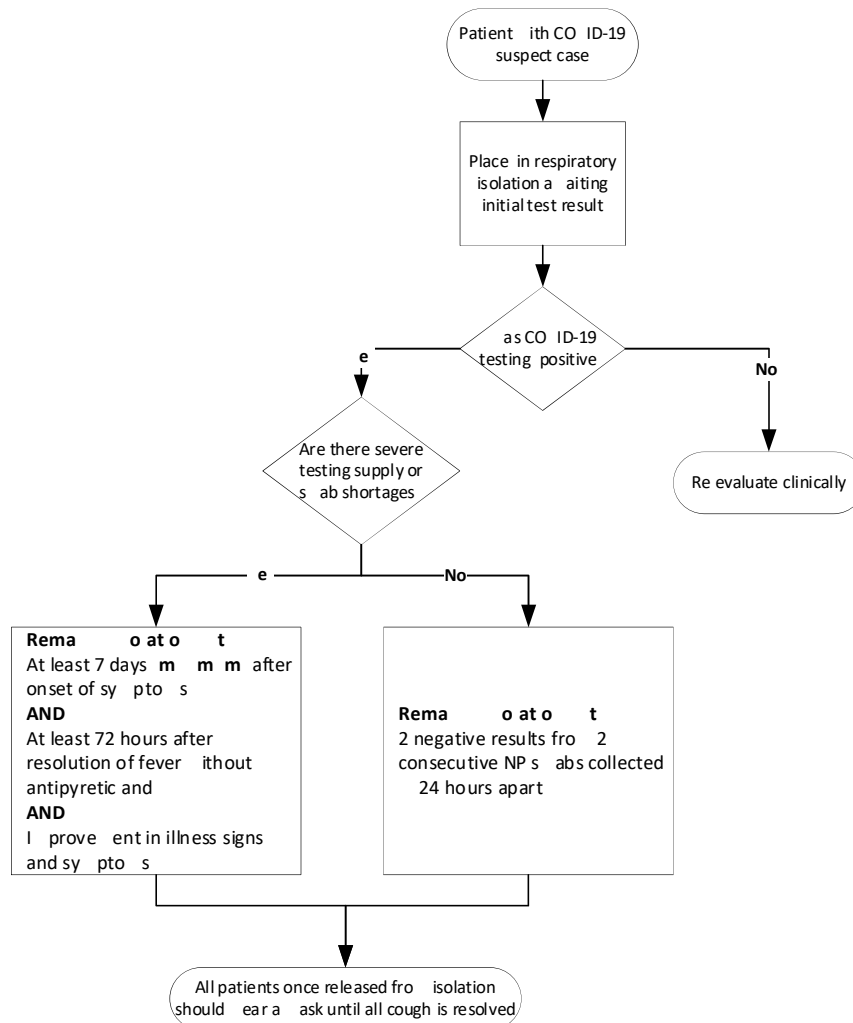 Patient ith CO ID-19
suspect case
Place in respiratory
isolation a aiting
initial test result
as CO ID-19
testing positive
e
No
Are there severe
testing supply or
s ab shortages
Re evaluate clinically
e
No
Rema o at o t
At least 7 days m m m after
onset of sy pto s
AND
At least 72 hours after
resolution of fever ithout
antipyretic and
AND
I prove ent in illness signs
and sy pto s
Rema o at o t
2 negative results fro 2
consecutive NP s abs collected
24 hours apart
All patients once released fro isolation
should ear a ask until all cough is resolved